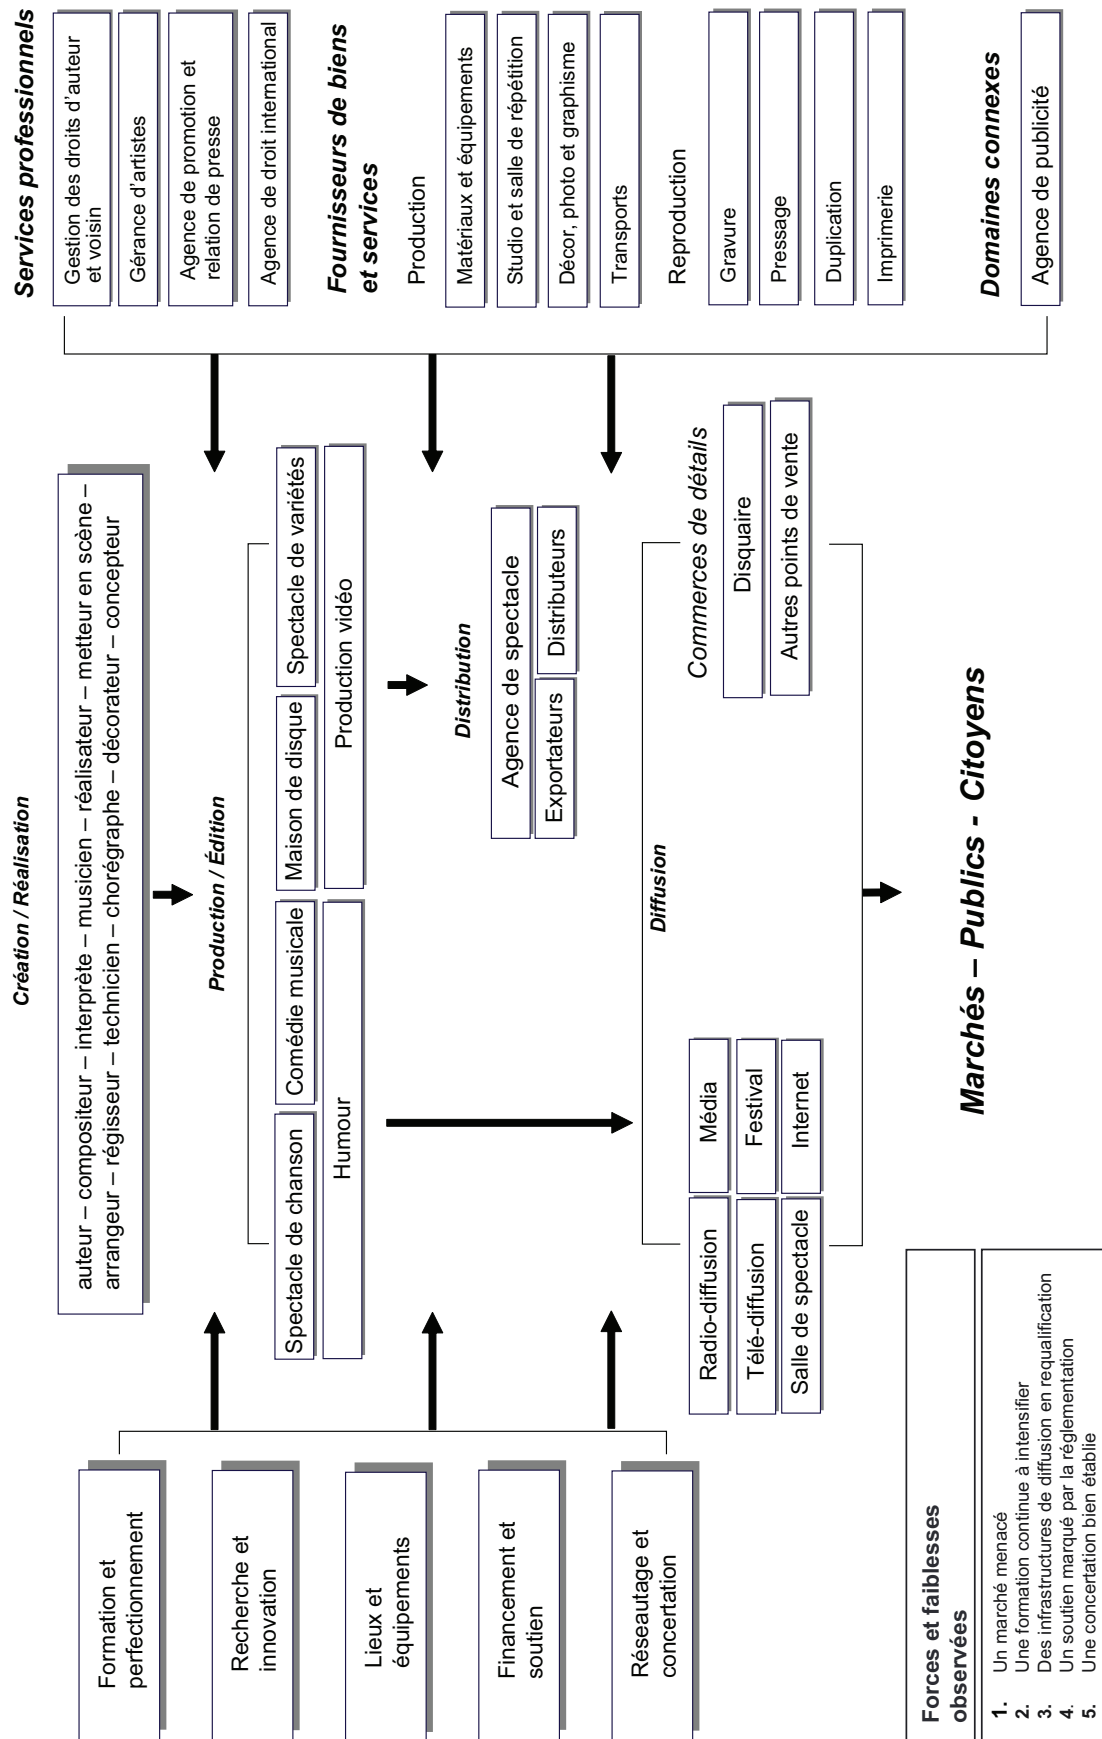 Création / Réalisation
auteur – compositeur – interprète – musicien – réalisateur – metteur en scène –
arrangeur – régisseur – technicien – chorégraphe – décorateur – concepteur
Production / Édition
Spectacle de chanson
Comédie musicale
Maison de disque
Spectacle de variétés
Humour
Production vidéo
Distribution
Agence de spectacle
Exportateurs
Distributeurs
Diffusion
Radio-diffusion
Média
Télé-diffusion
Festival
Salle de spectacle
Internet
Commerces de détails
Disquaire
Autres points de vente
Marchés – Publics - Citoyens
Formation et
perfectionnement
Recherche et
innovation
Lieux et
équipements
Financement et
soutien
Réseautage et
concertation
Forces et faiblesses
observées
1. Un marché menacé
2. Une formation continue à intensifier
3. Des infrastructures de diffusion en requalification
4. Un soutien marqué par la réglementation
5. Une concertation bien établie
Services professionnels
Gestion des droits d’auteur
et voisin
Gérance d’artistes
Agence de promotion et
relation de presse
Agence de droit international
Fournisseurs de biens
et services
Production
Matériaux et équipements
Studio et salle de répétition
Décor, photo et graphisme
Transports
Reproduction
Gravure
Pressage
Duplication
Imprimerie
Domaines connexes
Agence de publicité